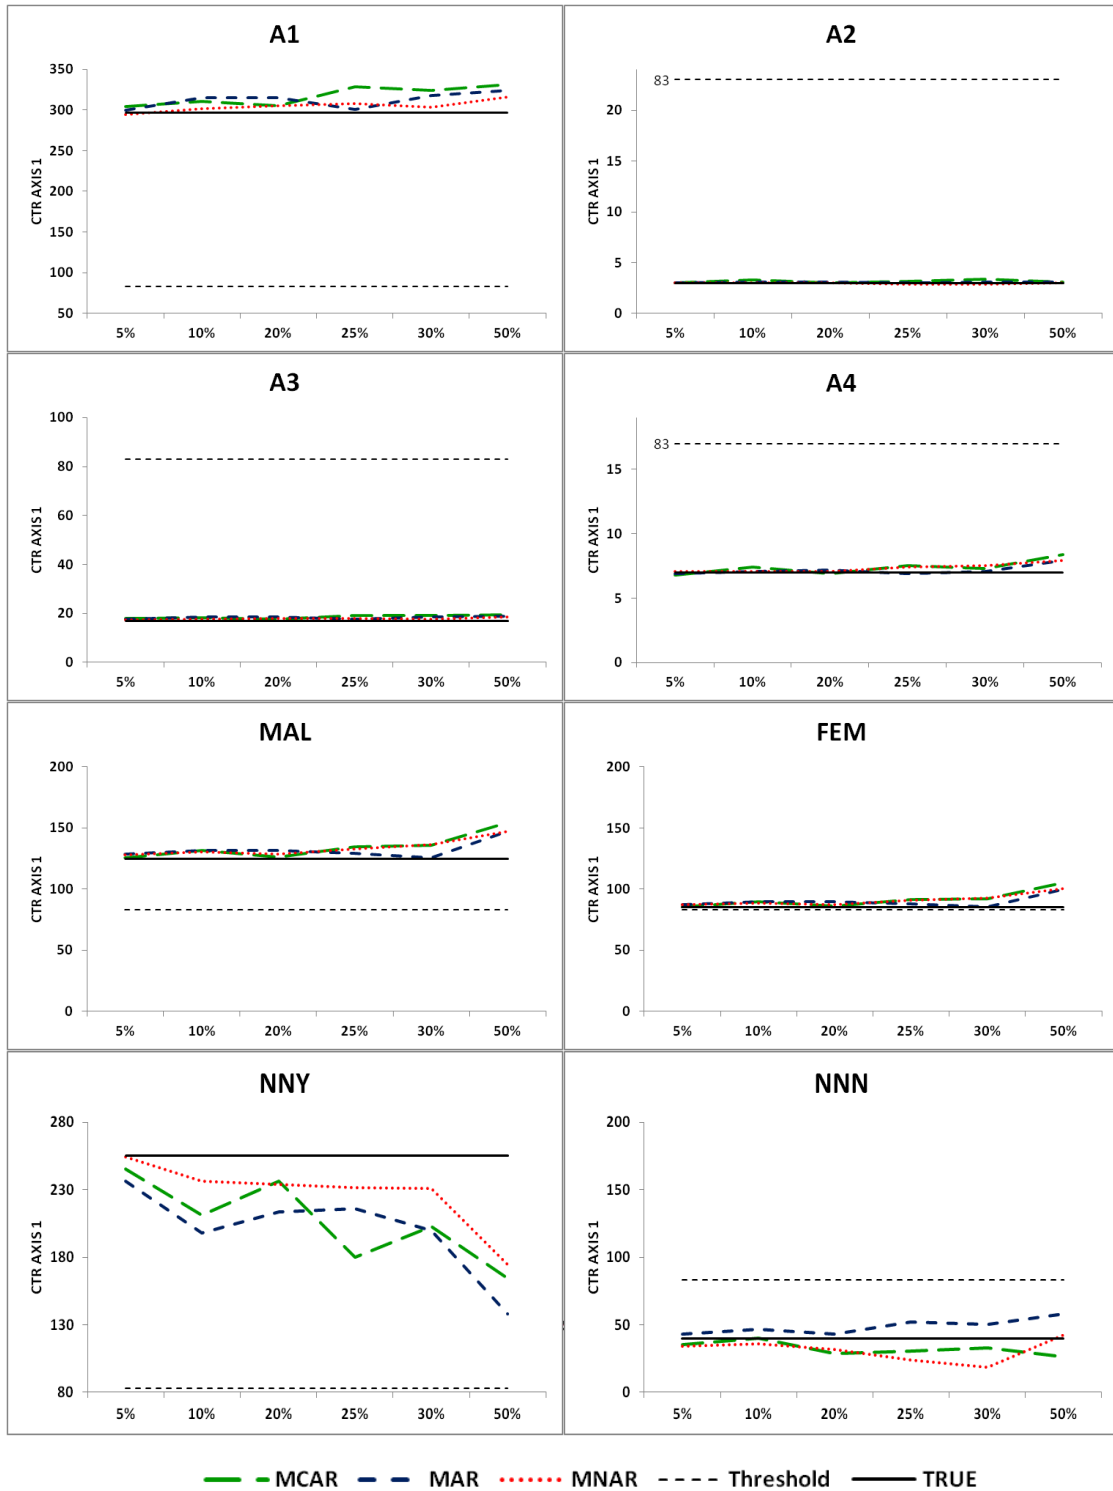 A1
350
300
250
200
150
100
50
CTR AXIS 1
5% 10% 20% 25% 30% 50%
A2
83
20
15
10
5
0
CTR AXIS 1
5% 10% 20% 25% 30% 50%
A3
100
80
60
40
20
0
CTR AXIS 1
5% 10% 20% 25% 30% 50%
A4
83
15
10
5
0
CTR AXIS 1
5% 10% 20% 25% 30% 50%
MAL
200
150
100
50
0
CTR AXIS 1
5% 10% 20% 25% 30% 50%
FEM
200
150
100
50
0
CTR AXIS 1
5% 10% 20% 25% 30% 50%
NNY
280
230
180
130
80
CTR AXIS 1
5% 10% 20% 25% 30% 50%
NNN
200
150
100
50
0
CTR AXIS 1
5% 10% 20% 25% 30% 50%
MCAR MAR MNAR Threshold TRUE